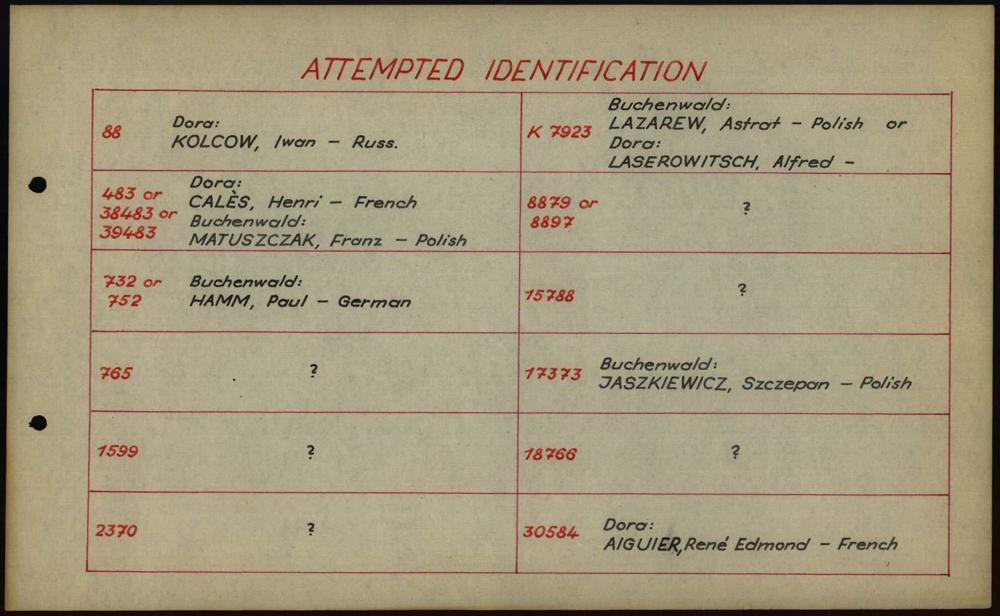 ATTEMPTED IDENTIFICATION
88
Dora:
KOLCOW, Iwan – Russ.
483 or
38483 or
39483
Dora:
CALÈS, Henri – French
Buchenwald:
MATUSZCZAK, Franz – Polish
732 or
752
Buchenwald:
HAMM, Paul – German
765
?
1599
?
2370
?
K 7923
Buchenwald:
LAZAREW, Astrat – Polish or
Dora:
LASEROWITSCH, Alfred –
8879 or
8897
?
15788
?
17373
Buchenwald:
JASZKIEWICZ, Szczepan – Polish
18766
?
30584
Dora:
AIGUIER,René Edmond – French